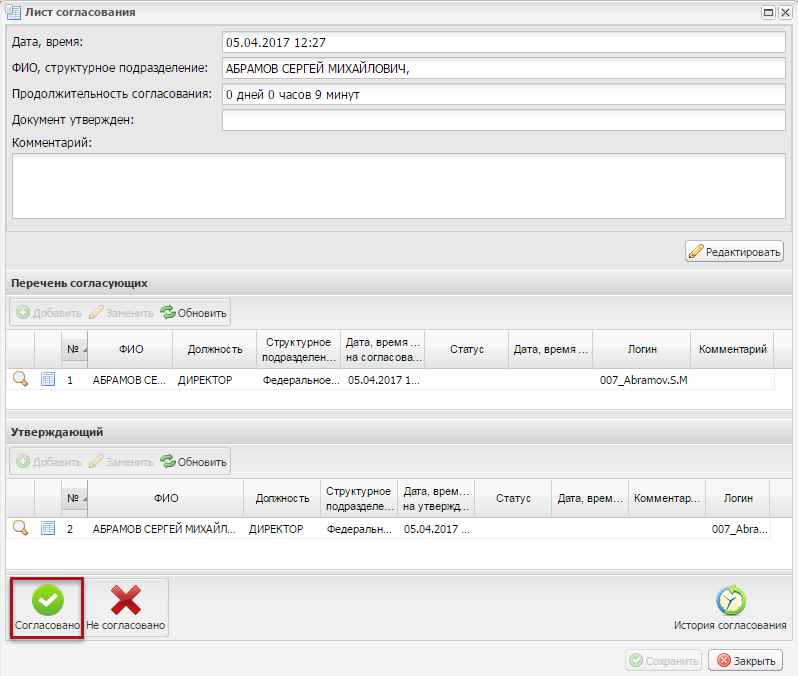 Лист согласования
Дата, время: 05.04.2017 12:27
ФИО, структурное подразделение: АБРАМОВ СЕРГЕЙ МИХАЙЛОВИЧ,
Продолжительность согласования: 0 дней 0 часов 9 минут
Документ утвержден:
Комментарий:
Редактировать
Перечень согласующих
Добавить Заменить Обновить
№ ФИО Должность Структурное подразделен... Дата, время ... на согласова... Статус Дата, время ... Логин Комментарий
1 АБРАМОВ СЕ... ДИРЕКТОР Федеральное... 05.04.2017 1... 007_Abramov.S.M
Утверждающий
Добавить Заменить Обновить
№ ФИО Должность Структурное подразделе... Дата, врем... на утвержд... Статус Дата, врем... Комментар... Логин
2 АБРАМОВ СЕРГЕЙ МИХАЙЛ... ДИРЕКТОР Федеральн... 05.04.2017 ... 007_Abra...
Согласовано Не согласовано История согласования
Сохранить Закрыть